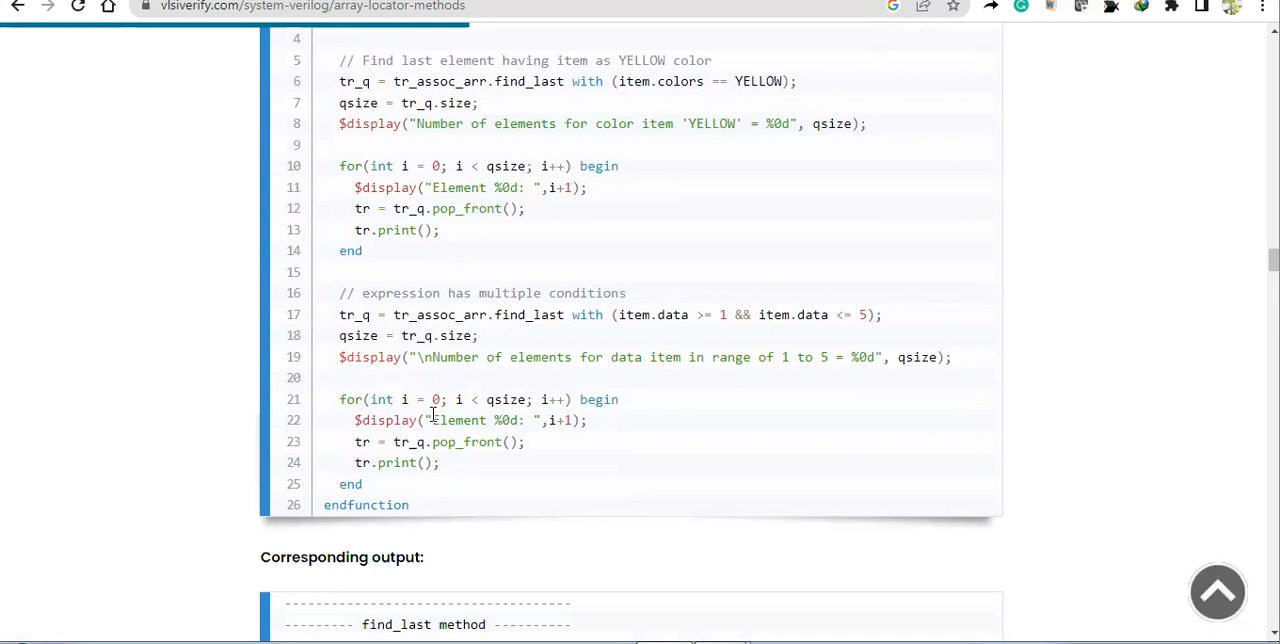 vlsiverify.com/system-verilog/array-locator-methods
4
5 // Find last element having item as YELLOW color
6 tr_q = tr_assoc_arr.find_last with (item.colors == YELLOW);
7 qsize = tr_q.size;
8 $display("Number of elements for color item 'YELLOW' = %0d", qsize);
9
10 for(int i = 0; i < qsize; i++) begin
11 $display("Element %0d: ",i+1);
12 tr = tr_q.pop_front();
13 tr.print();
14 end
15
16 // expression has multiple conditions
17 tr_q = tr_assoc_arr.find_last with (item.data >= 1 && item.data <= 5);
18 qsize = tr_q.size;
19 $display("\nNumber of elements for data item in range of 1 to 5 = %0d", qsize);
20
21 for(int i = 0; i < qsize; i++) begin
22 $display("Element %0d: ",i+1);
23 tr = tr_q.pop_front();
24 tr.print();
25 end
26 endfunction
Corresponding output:
------------------------------------
--------- find_last method ----------